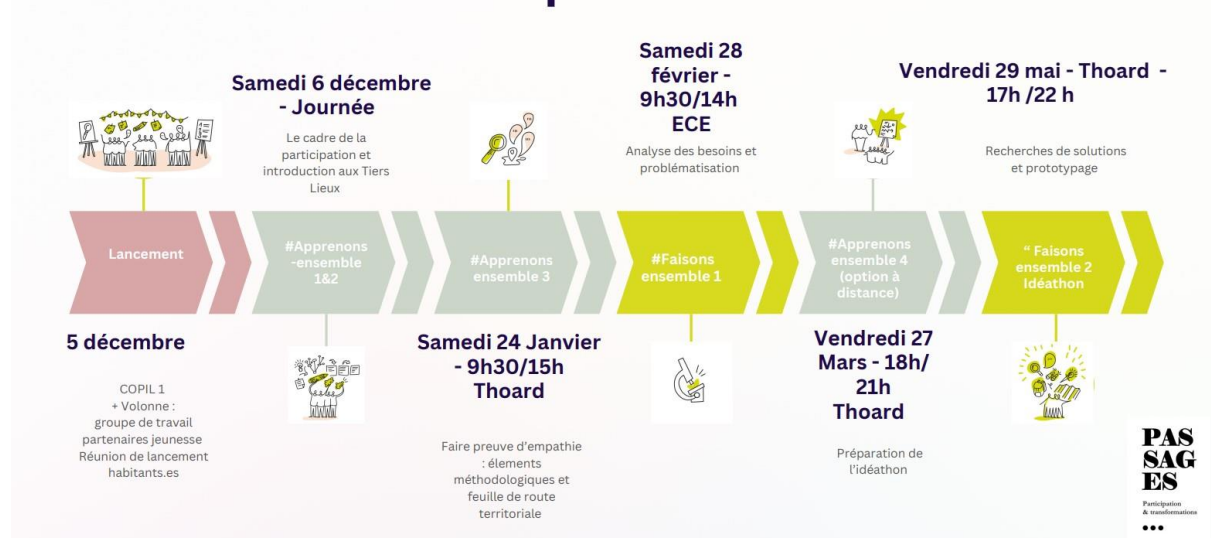 Samedi 6 décembre
- Journée
Le cadre de la
participation et
introduction aux Tiers
Lieux
Samedi 28
février -
9h30/14h
ECE
Analyse des besoins et
problématisation
Vendredi 29 mai - Thoard -
17h /22 h
Recherches de solutions
et prototypage
Lancement
#Apprenons
-ensemble
1&2
#Apprenons
ensemble 3
#Faisons
ensemble 1
#Apprenons
ensemble 4
(option à
distance)
“ Faisons
ensemble 2
Idéathon
5 décembre
COPIL 1
+ Volonne :
groupe de travail
partenaires jeunesse
Réunion de lancement
habitants.es
Samedi 24 Janvier
- 9h30/15h
Thoard
Faire preuve d'empathie
: élements
méthodologiques et
feuille de route
territoriale
Vendredi 27
Mars - 18h/
21h
Thoard
Préparation de
l'idéathon
PAS
SAG
ES
Participation
& transformations